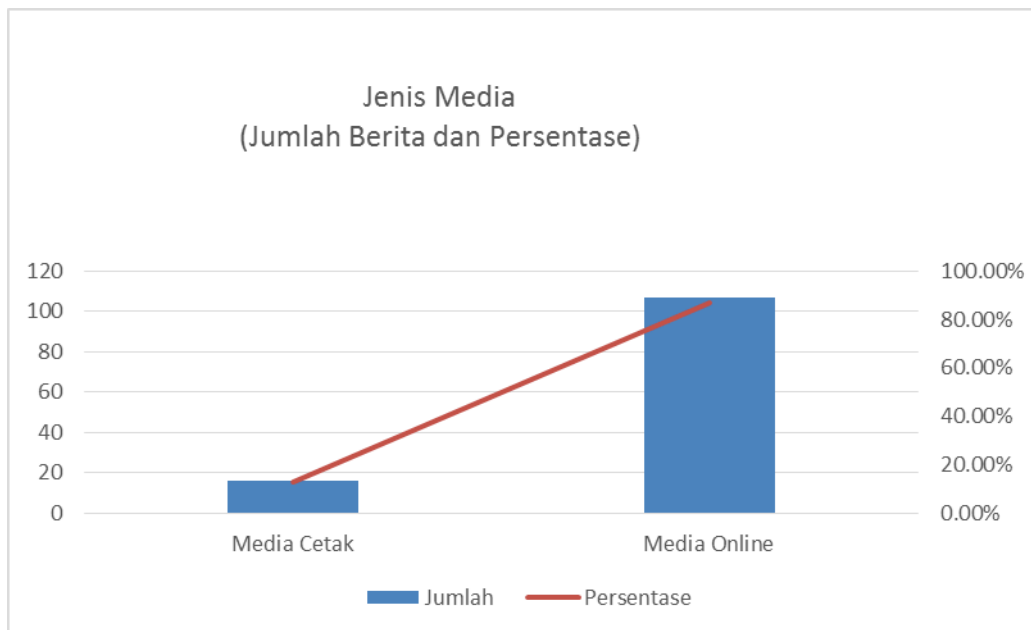 Jenis Media
(Jumlah Berita dan Persentase)
120
100
80
60
40
20
0
100.00%
80.00%
60.00%
40.00%
20.00%
0.00%
Media Cetak
Media Online
Jumlah
Persentase